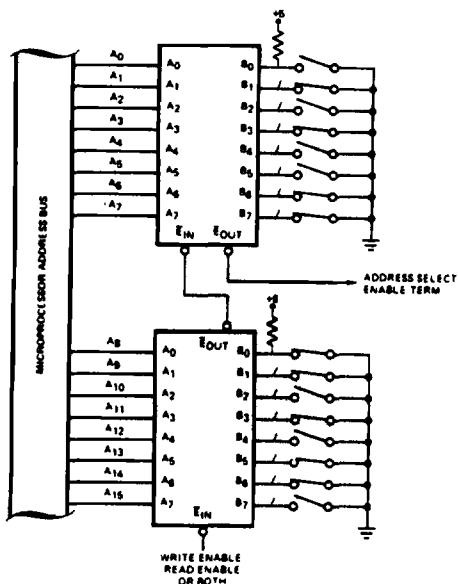 +5
A0
A1
A2
A3
A4
A5
A6
A7
A0
A1
A2
A3
A4
A5
A6
A7
B0
B1
B2
B3
B4
B5
B6
B7
EIN EOUT
MICROPROCESSOR ADDRESS BUS
ADDRESS SELECT
ENABLE TERM
+5
EOUT
A8
A9
A10
A11
A12
A13
A14
A15
A0
A1
A2
A3
A4
A5
A6
A7
B0
B1
B2
B3
B4
B5
B6
B7
EIN
WRITE ENABLE
READ ENABLE
OR BOTH